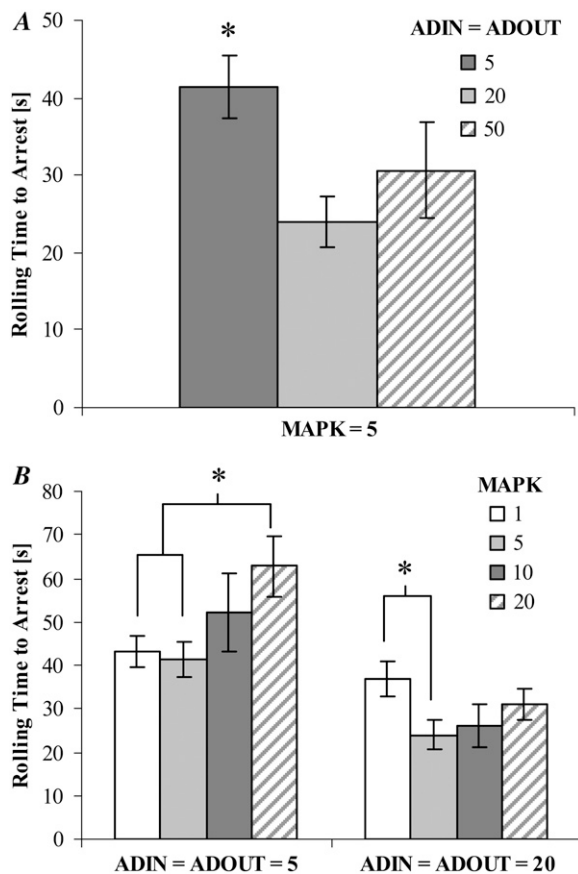 A
ADIN = ADOUT
5
20
50
*
Rolling Time to Arrest [s]
50
40
30
20
10
0
MAPK = 5
B
MAPK
1
5
10
20
*
*
Rolling Time to Arrest [s]
80
70
60
50
40
30
20
10
0
ADIN = ADOUT = 5
ADIN = ADOUT = 20